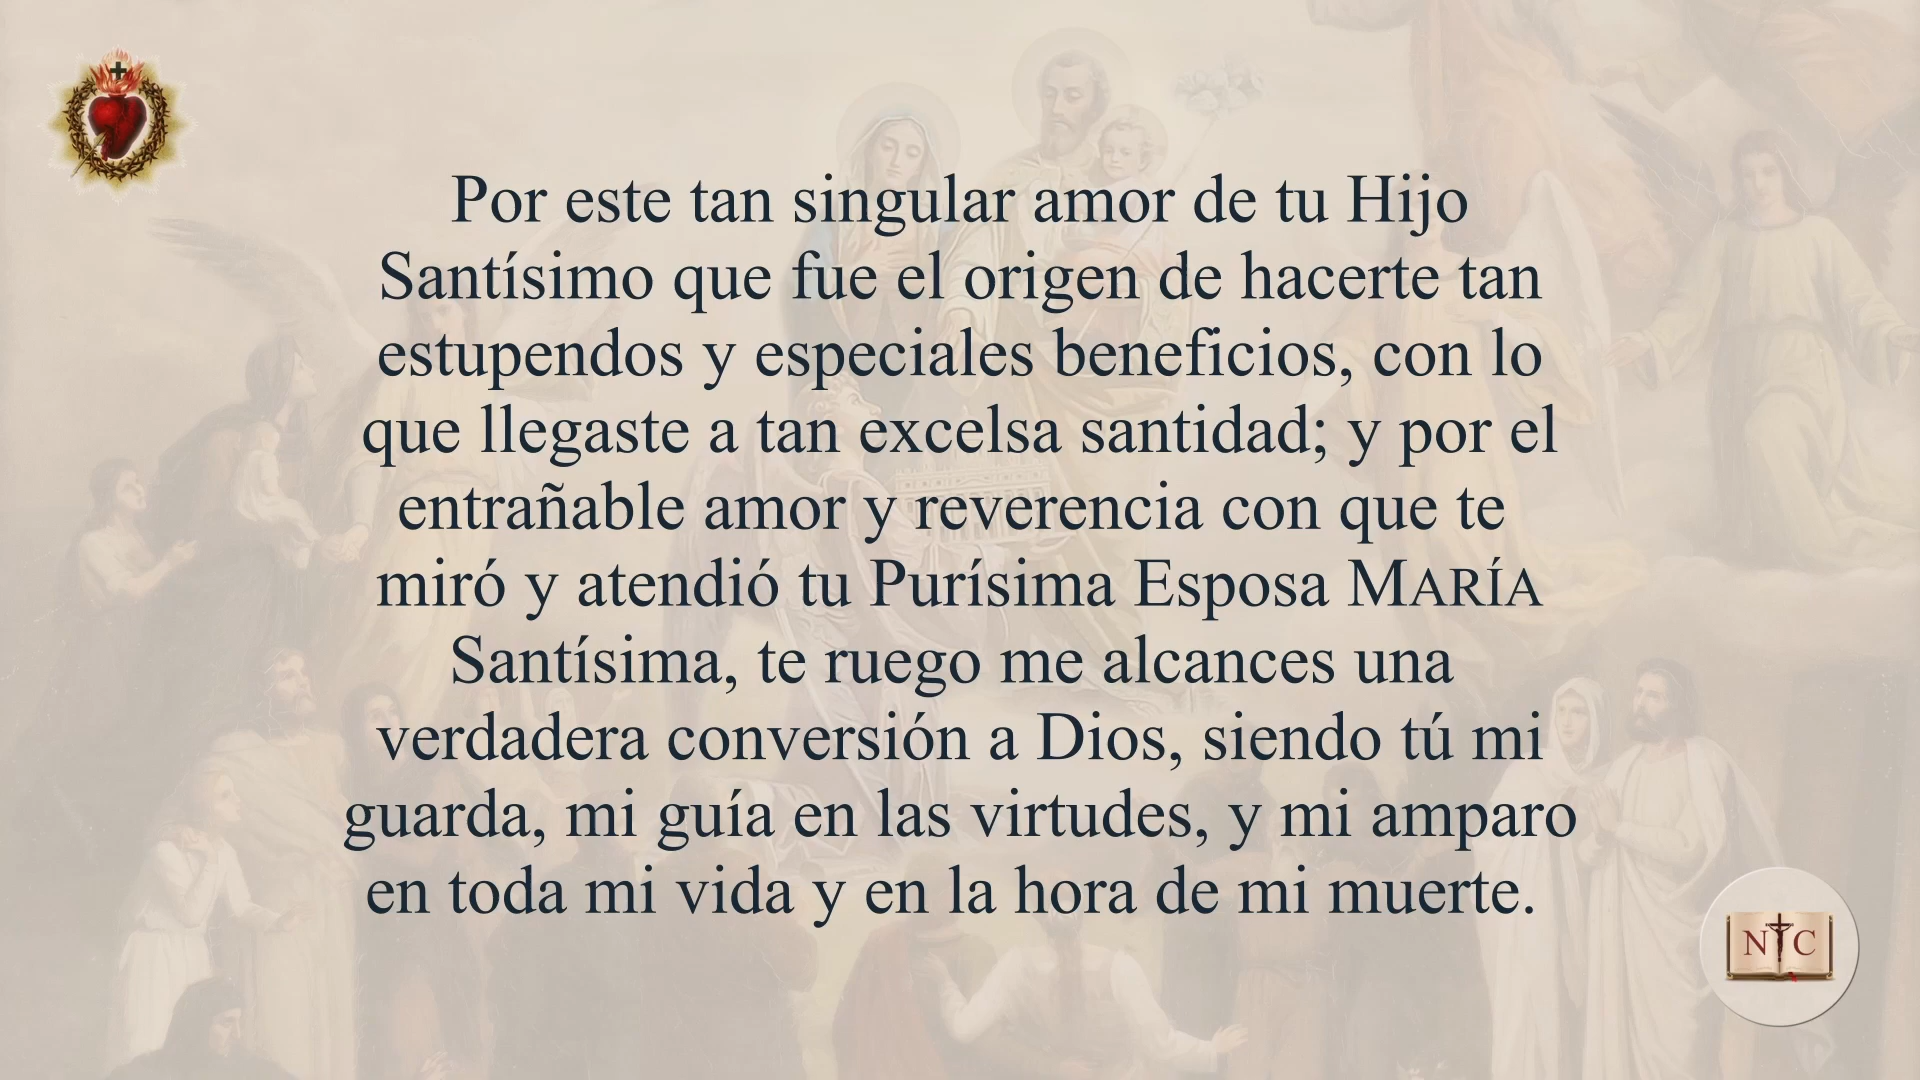 Por este tan singular amor de tu Hijo
Santísimo que fue el origen de hacerte tan
estupendos y especiales beneficios, con lo
que llegaste a tan excelsa santidad; y por el
entrañable amor y reverencia con que te
miró y atendió tu Purísima Esposa MARÍA
Santísima, te ruego me alcances una
verdadera conversión a Dios, siendo tú mi
guarda, mi guía en las virtudes, y mi amparo
en toda mi vida y en la hora de mi muerte.
N C